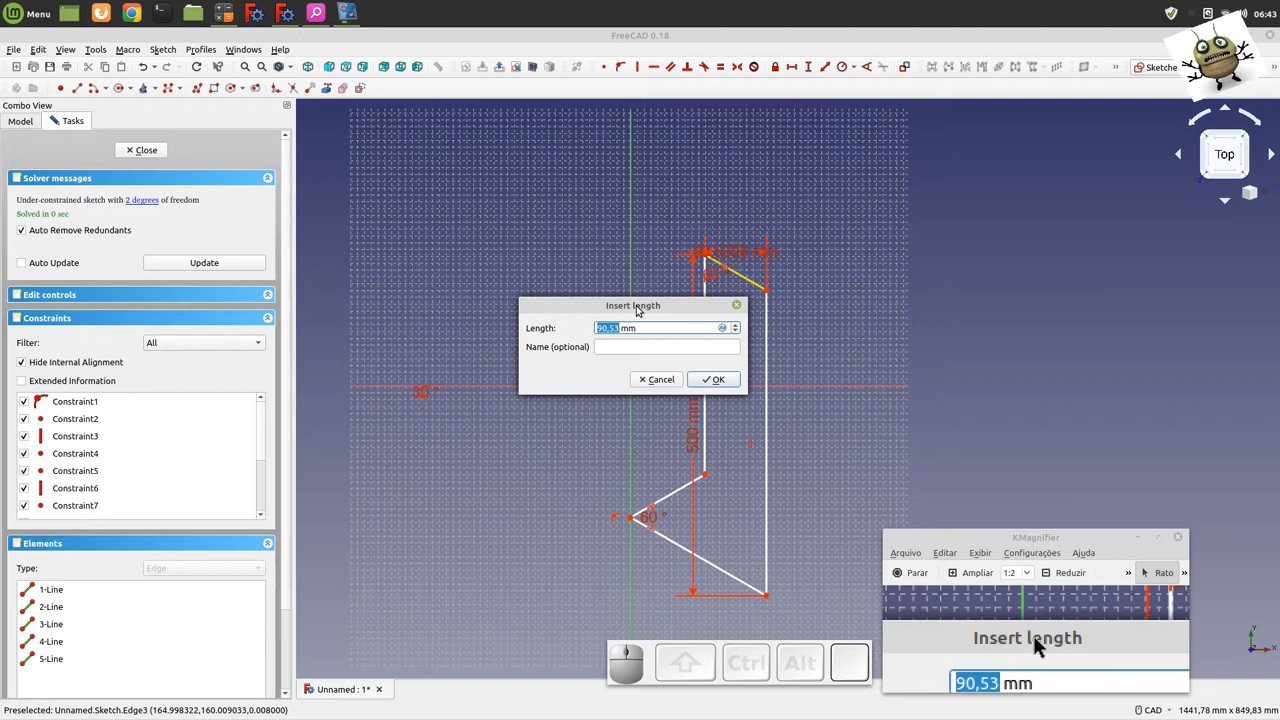 Menu
06:43
FreeCAD 0.18
File Edit View Tools Macro Sketch Profiles Windows Help
Sketche
Combo View
Model Tasks
Close
Solver messages
Under-constrained sketch with 2 degrees of freedom
Solved in 0 sec
Auto Remove Redundants
Auto Update Update
Edit controls
Constraints
Filter: All
Hide Internal Alignment
Extended Information
Constraint1
Constraint2
Constraint3
Constraint4
Constraint5
Constraint6
Constraint7
Elements
Type: Edge
1-Line
2-Line
3-Line
4-Line
5-Line
Top
30 °
500 mm
60 °
Insert length
Length: 90,53 mm
Name (optional)
Cancel OK
KMagnifier
Arquivo Editar Exibir Configurações Ajuda
Parar Ampliar 1:2 Reduzir » Rato »
Insert length
90,53 mm
Ctrl Alt
Unnamed : 1*
Preselected: Unnamed.Sketch.Edge3 (164.998322,160.009033,0.008000)
CAD 1441,78 mm x 849,83 mm